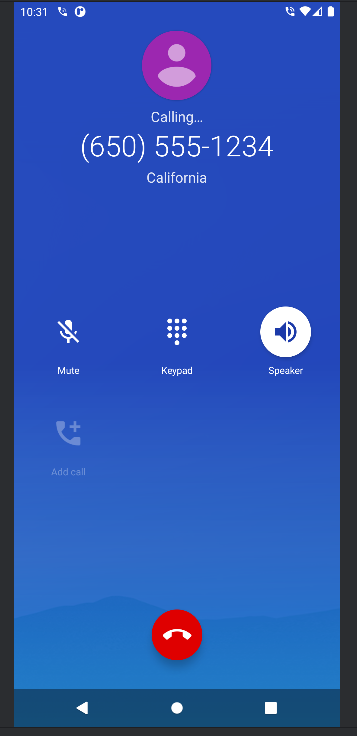 10:31
Calling…
(650) 555-1234
California
Mute
Keypad
Speaker
Add call